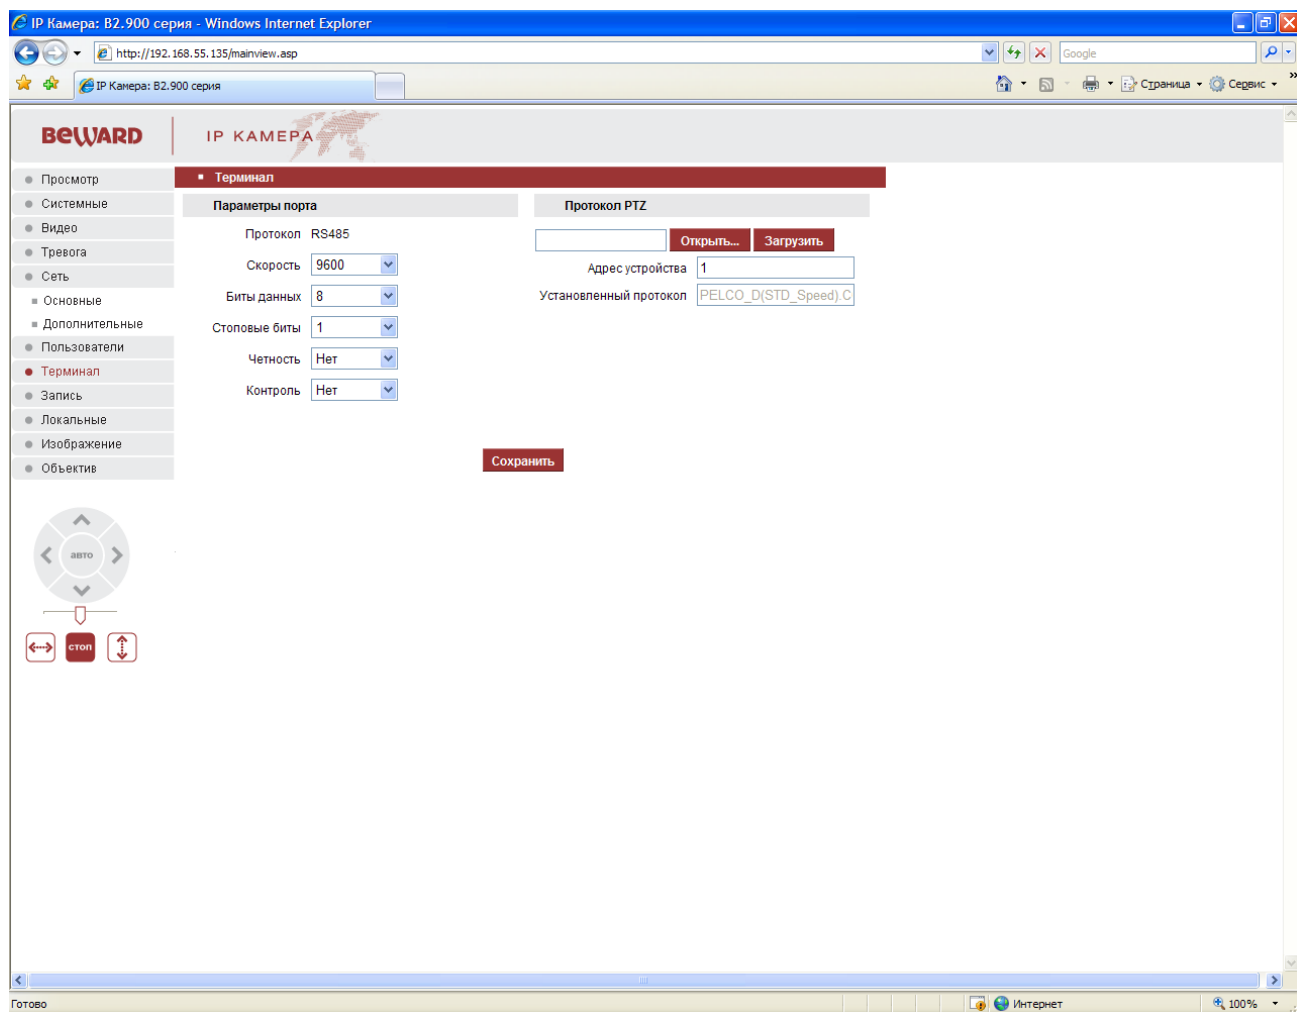 IP Камера: B2.900 серия - Windows Internet Explorer
http://192.168.55.135/mainview.asp
Google
IP Камера: B2.900 серия
Страница
Сервис
BEWARD
IP КАМЕРА
Просмотр
Системные
Видео
Тревога
Сеть
Основные
Дополнительные
Пользователи
Терминал
Запись
Локальные
Изображение
Объектив
авто
стоп
Терминал
Параметры порта
Протокол RS485
Скорость 9600
Биты данных 8
Стоповые биты 1
Четность Нет
Контроль Нет
Протокол PTZ
Открыть... Загрузить
Адрес устройства 1
Установленный протокол PELCO_D(STD_Speed).C
Сохранить
Готово
Интернет
100%